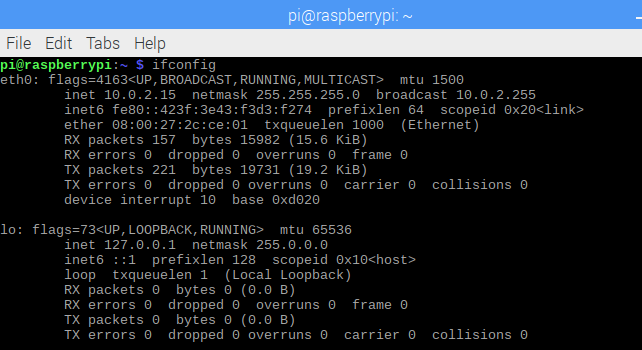 pi@raspberrypi: ~
File Edit Tabs Help
pi@raspberrypi:~ $ ifconfig
eth0: flags=4163<UP,BROADCAST,RUNNING,MULTICAST>  mtu 1500
        inet 10.0.2.15  netmask 255.255.255.0  broadcast 10.0.2.255
        inet6 fe80::423f:3e43:f3d3:f274  prefixlen 64  scopeid 0x20<link>
        ether 08:00:27:2c:ce:01  txqueuelen 1000  (Ethernet)
        RX packets 157  bytes 15982 (15.6 KiB)
        RX errors 0  dropped 0  overruns 0  frame 0
        TX packets 221  bytes 19731 (19.2 KiB)
        TX errors 0  dropped 0 overruns 0  carrier 0  collisions 0
        device interrupt 10  base 0xd020
lo: flags=73<UP,LOOPBACK,RUNNING>  mtu 65536
        inet 127.0.0.1  netmask 255.0.0.0
        inet6 ::1  prefixlen 128  scopeid 0x10<host>
        loop  txqueuelen 1  (Local Loopback)
        RX packets 0  bytes 0 (0.0 B)
        RX errors 0  dropped 0  overruns 0  frame 0
        TX packets 0  bytes 0 (0.0 B)
        TX errors 0  dropped 0 overruns 0  carrier 0  collisions 0